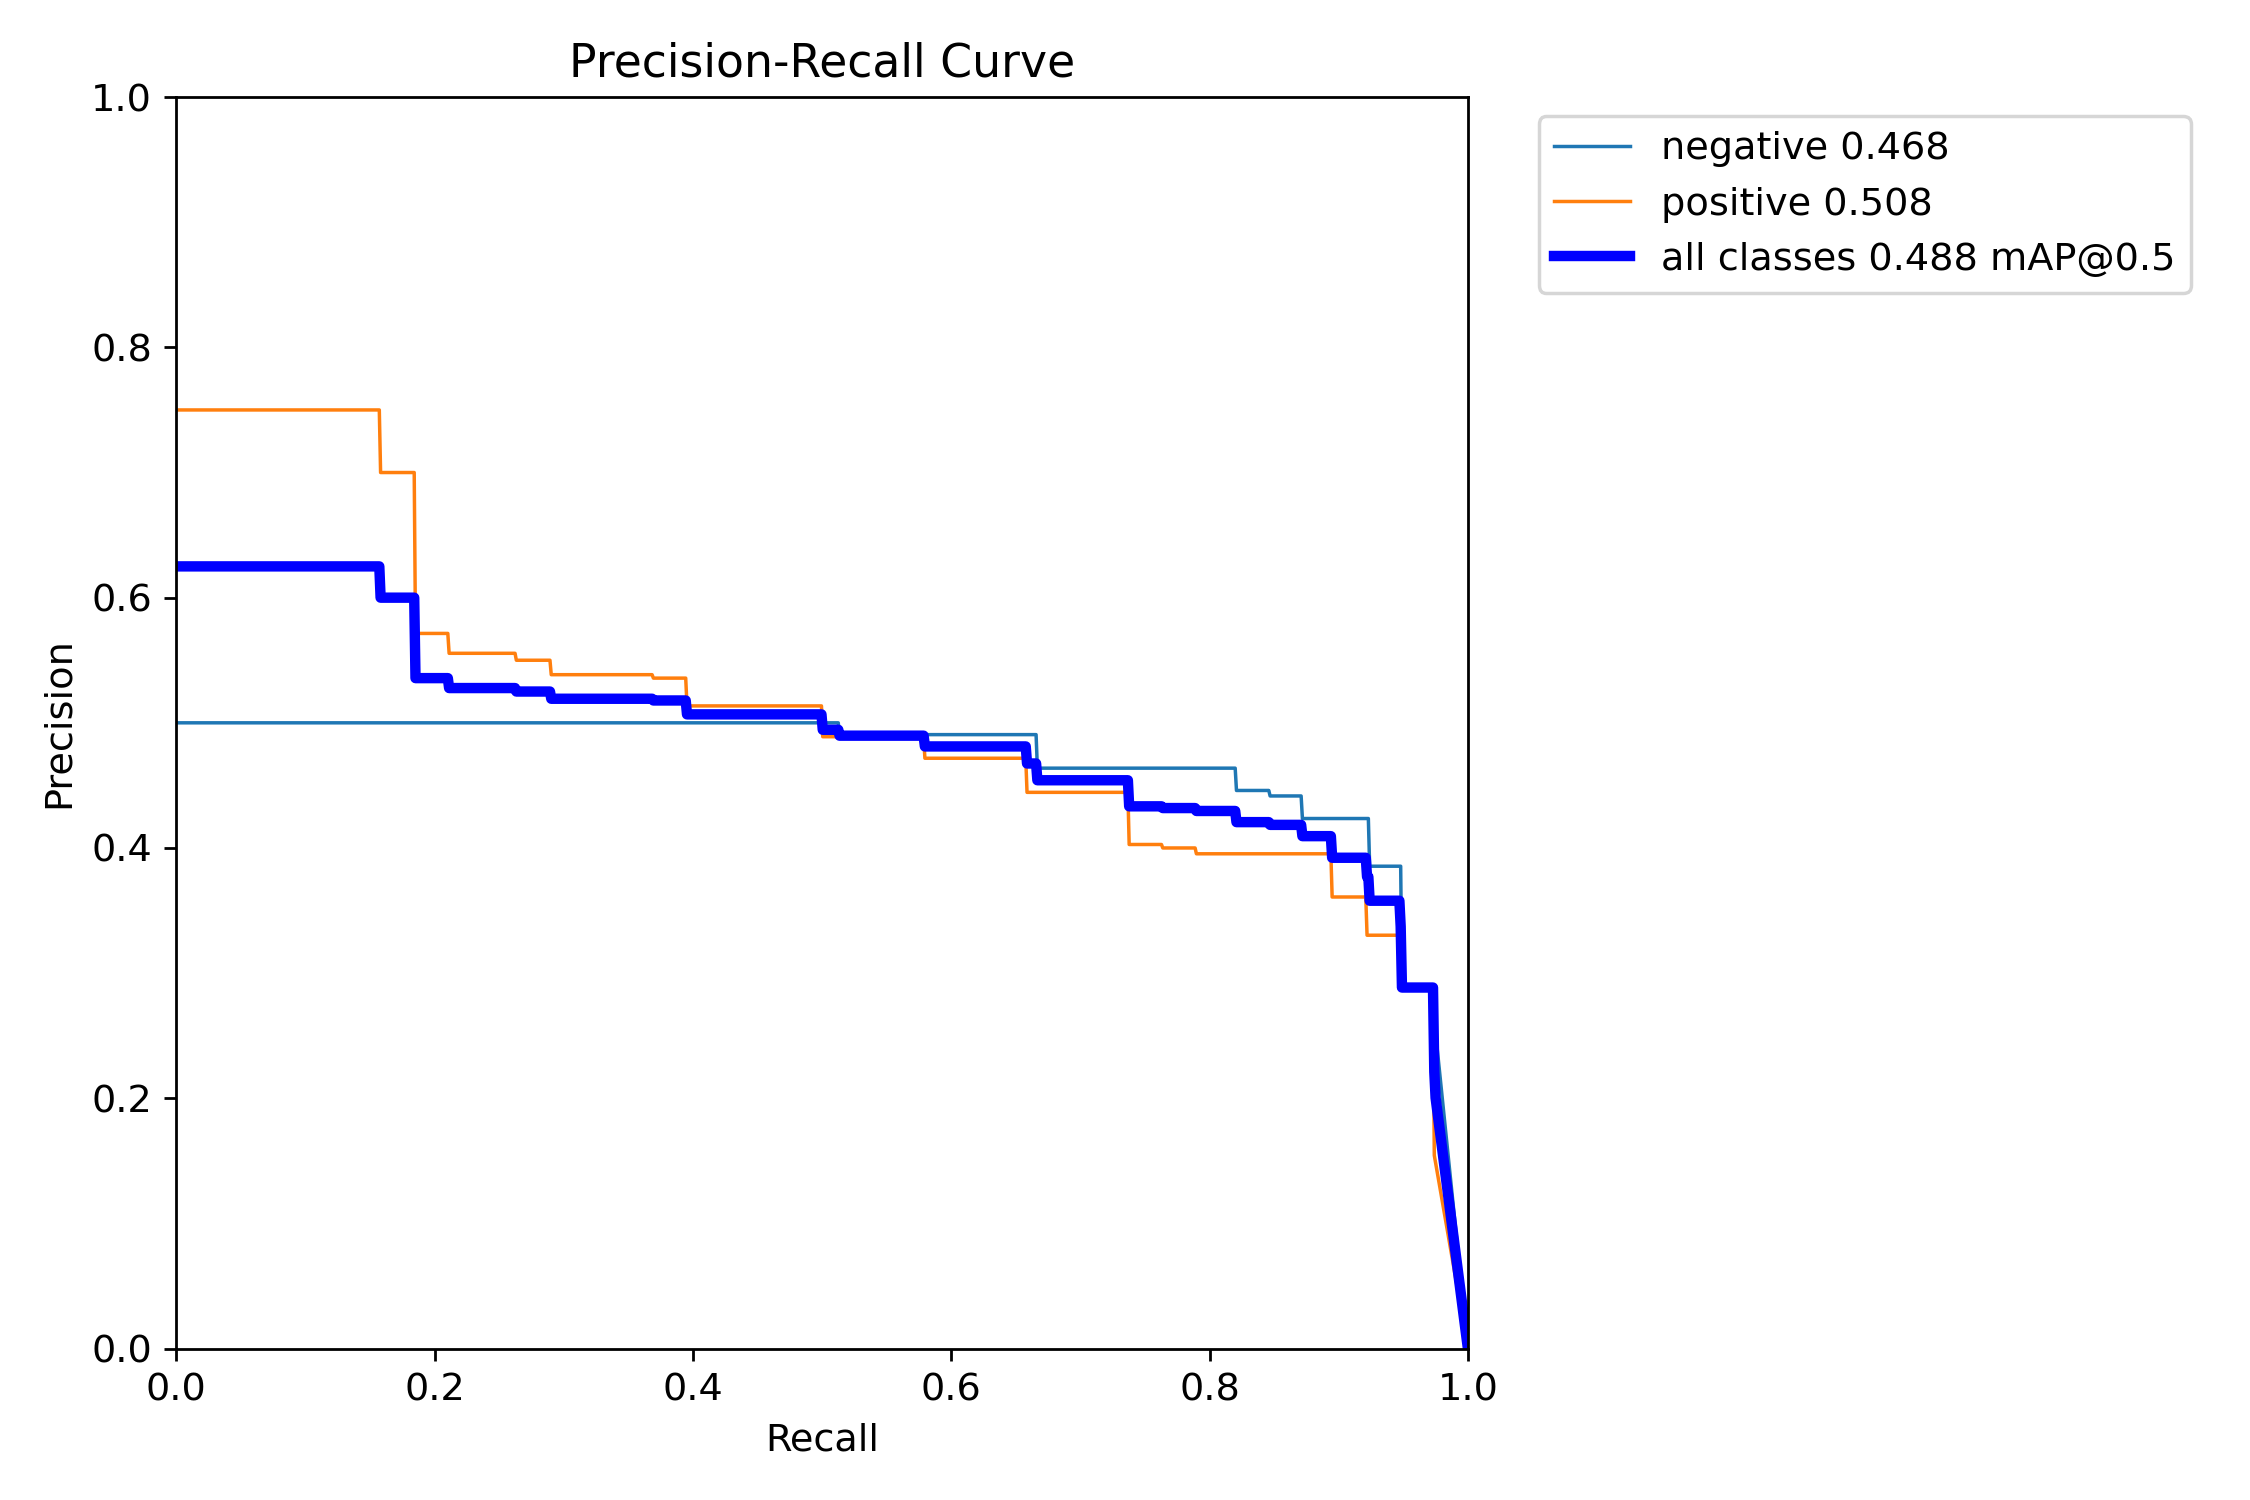 Precision-Recall Curve
1.0
0.8
0.6
0.4
0.2
0.0
Precision
0.0 0.2 0.4 0.6 0.8 1.0
Recall
negative 0.468
positive 0.508
all classes 0.488 mAP@0.5